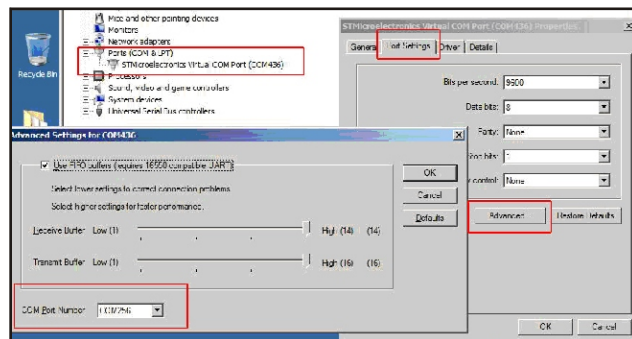 Mice and other pointing devices
Monitors
Network adapters
Ports (COM & LPT)
STMicroelectronics Virtual COM Port (COM436)
Processors
Sound, video and game controllers
System devices
Universal Serial Bus controllers
Recycle Bin
STMicroelectronics Virtual COM Port (COM436) Properties
General
Port Settings
Driver
Details
Bits per second: 9600
Data bits: 8
Parity: None
Stop bits: 1
control: None
Advanced
Restore Defaults
OK
Cancel
Advanced Settings for COM436
Use FIFO buffers (requires 16550 compatible UART)
Select lower settings to correct connection problems.
Select higher settings for faster performance.
Receive Buffer: Low (1) High (14) (14)
Transmit Buffer: Low (1) High (16) (16)
COM Port Number: COM256
OK
Cancel
Defaults